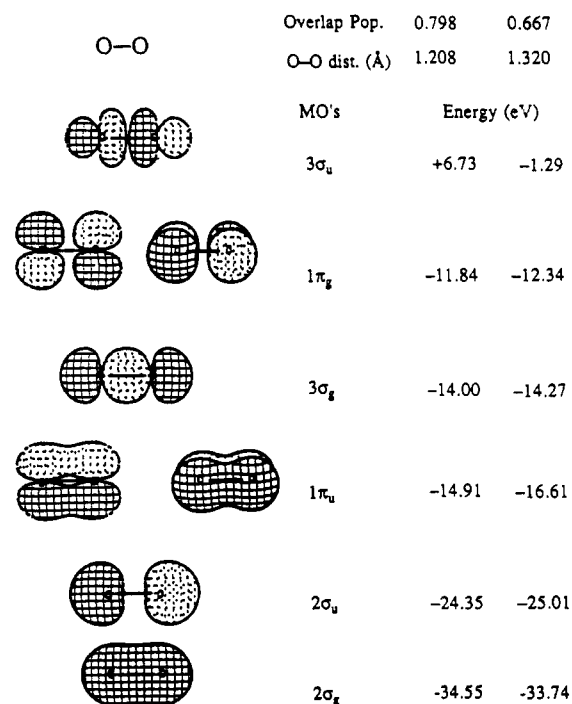 Overlap Pop. 0.798 0.667
O–O
O–O dist. (Å) 1.208 1.320
MO's Energy (eV)
3σu +6.73 −1.29
1πg −11.84 −12.34
3σg −14.00 −14.27
1πu −14.91 −16.61
2σu −24.35 −25.01
2σg -34.55 -33.74